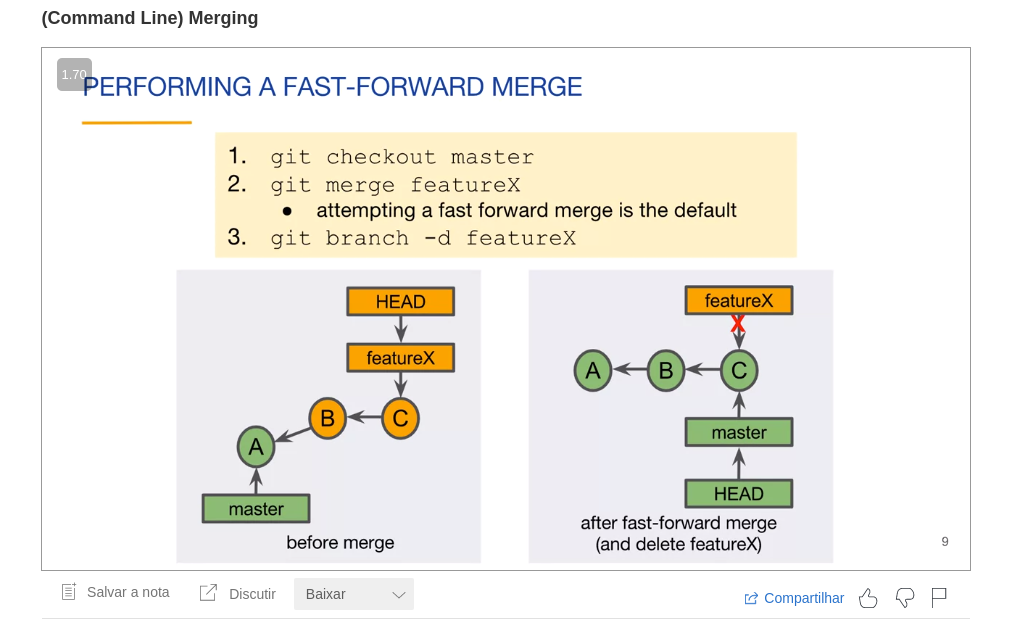 (Command Line) Merging
1.70
PERFORMING A FAST-FORWARD MERGE
1. git checkout master
2. git merge featureX
● attempting a fast forward merge is the default
3. git branch -d featureX
HEAD
featureX
B
C
A
master
before merge
featureX
X
A
B
C
master
HEAD
after fast-forward merge
(and delete featureX)
9
Salvar a nota
Discutir
Baixar
Compartilhar